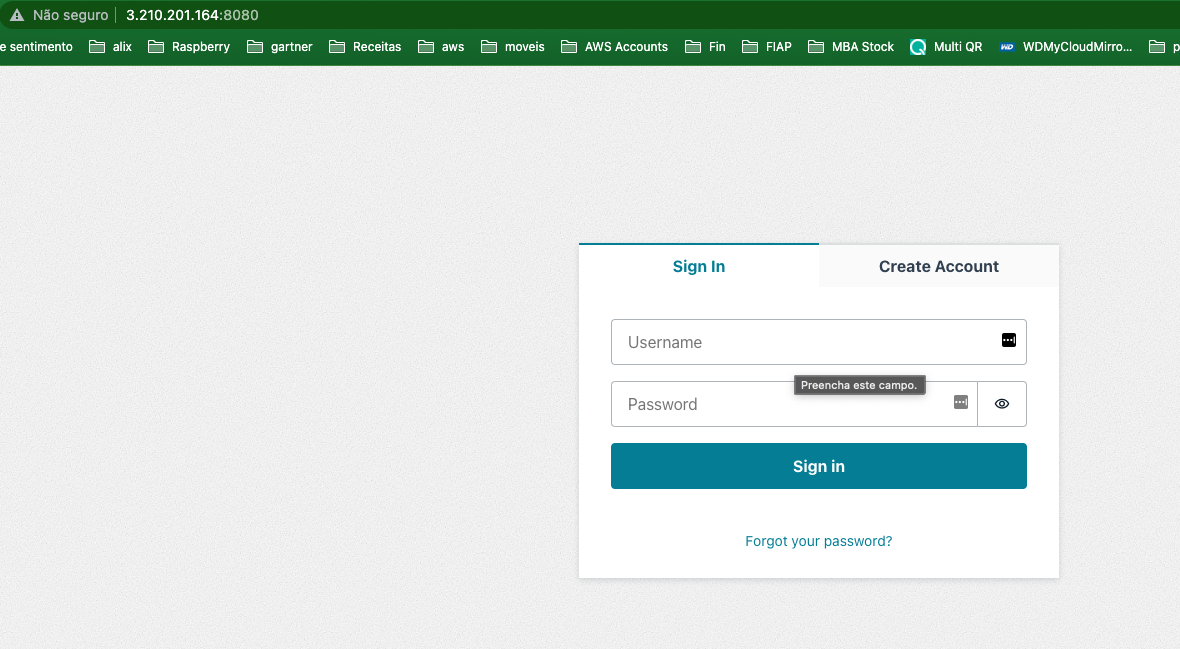 Não seguro 3.210.201.164:8080
e sentimento alix Raspberry gartner Receitas aws moveis AWS Accounts Fin FIAP MBA Stock Multi QR WD WDMyCloudMirro... p
Sign In Create Account
Username
Preencha este campo.
Password
Sign in
Forgot your password?